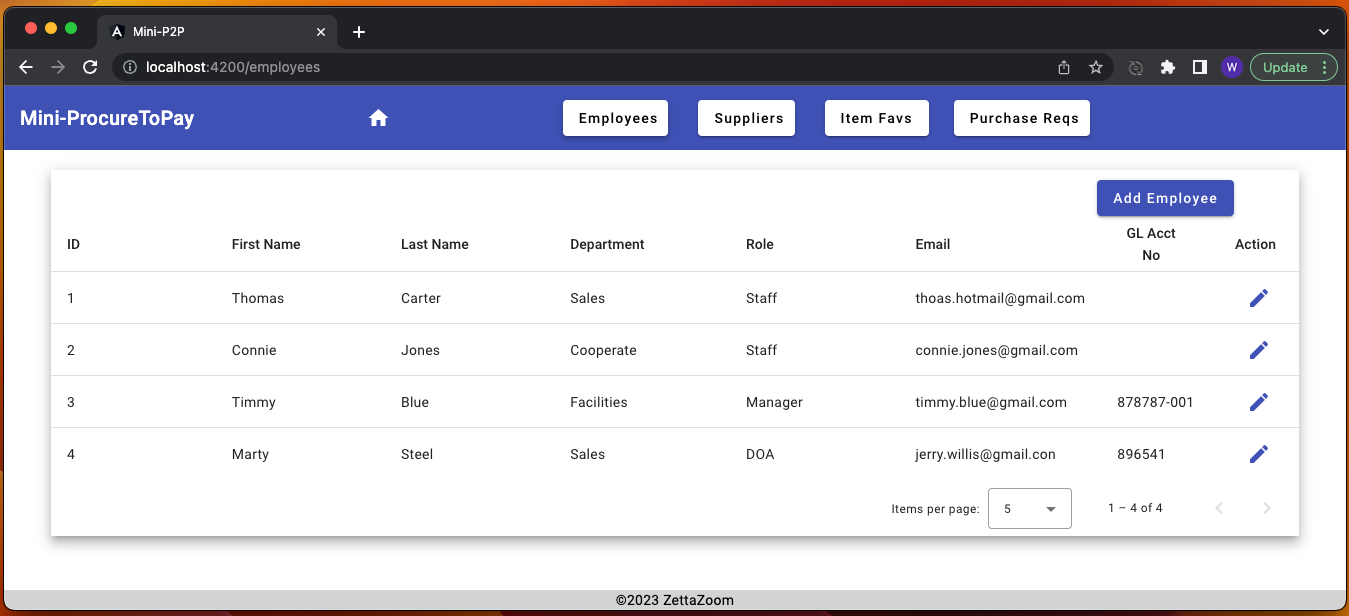 Mini-P2P
localhost:4200/employees
W
Update
Mini-ProcureToPay
Employees
Suppliers
Item Favs
Purchase Reqs
Add Employee
ID First Name Last Name Department Role Email GL Acct No Action
1 Thomas Carter Sales Staff thoas.hotmail@gmail.com
2 Connie Jones Cooperate Staff connie.jones@gmail.com
3 Timmy Blue Facilities Manager timmy.blue@gmail.com 878787-001
4 Marty Steel Sales DOA jerry.willis@gmail.con 896541
Items per page: 5 1 – 4 of 4
©2023 ZettaZoom